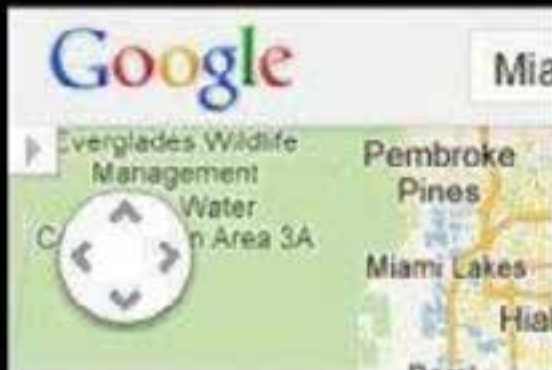 Google
Mia
Everglades Wildlife
Management
Water
C n Area 3A
Pembroke
Pines
Miami Lakes
Hial